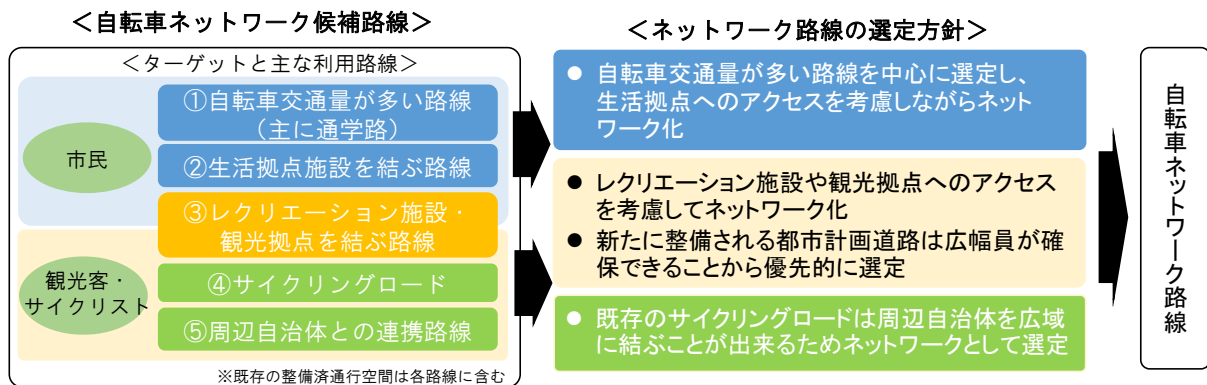 ＜自転車ネットワーク候補路線＞
＜ターゲットと主な利用路線＞
市民
①自転車交通量が多い路線
（主に通学路）
②生活拠点施設を結ぶ路線
③レクリエーション施設・
観光拠点を結ぶ路線
観光客・
サイクリスト
④サイクリングロード
⑤周辺自治体との連携路線
※既存の整備済通行空間は各路線に含む
＜ネットワーク路線の選定方針＞
● 自転車交通量が多い路線を中心に選定し、
生活拠点へのアクセスを考慮しながらネット
ワーク化
● レクリエーション施設や観光拠点へのアクセス
を考慮してネットワーク化
● 新たに整備される都市計画道路は広幅員が確
保できることから優先的に選定
● 既存のサイクリングロードは周辺自治体を広域
に結ぶことが出来るためネットワークとして選定
自転車ネットワーク路線